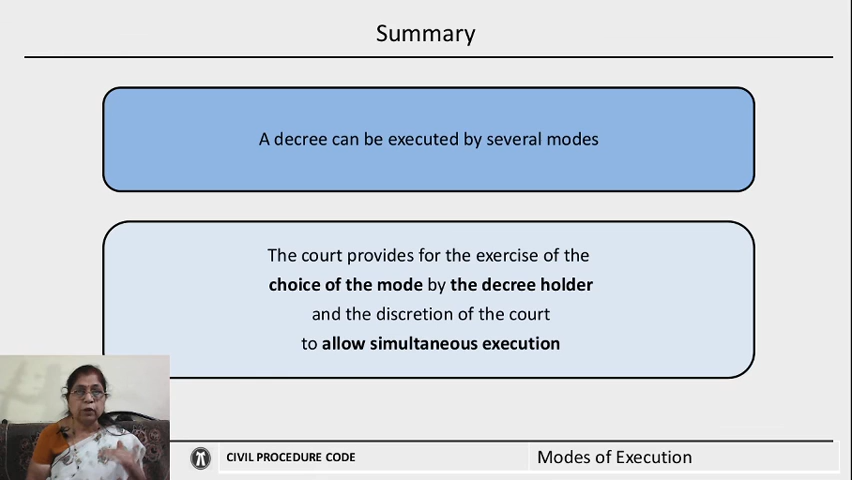 Summary
A decree can be executed by several modes
The court provides for the exercise of the
choice of the mode by the decree holder
and the discretion of the court
to allow simultaneous execution
CIVIL PROCEDURE CODE
Modes of Execution